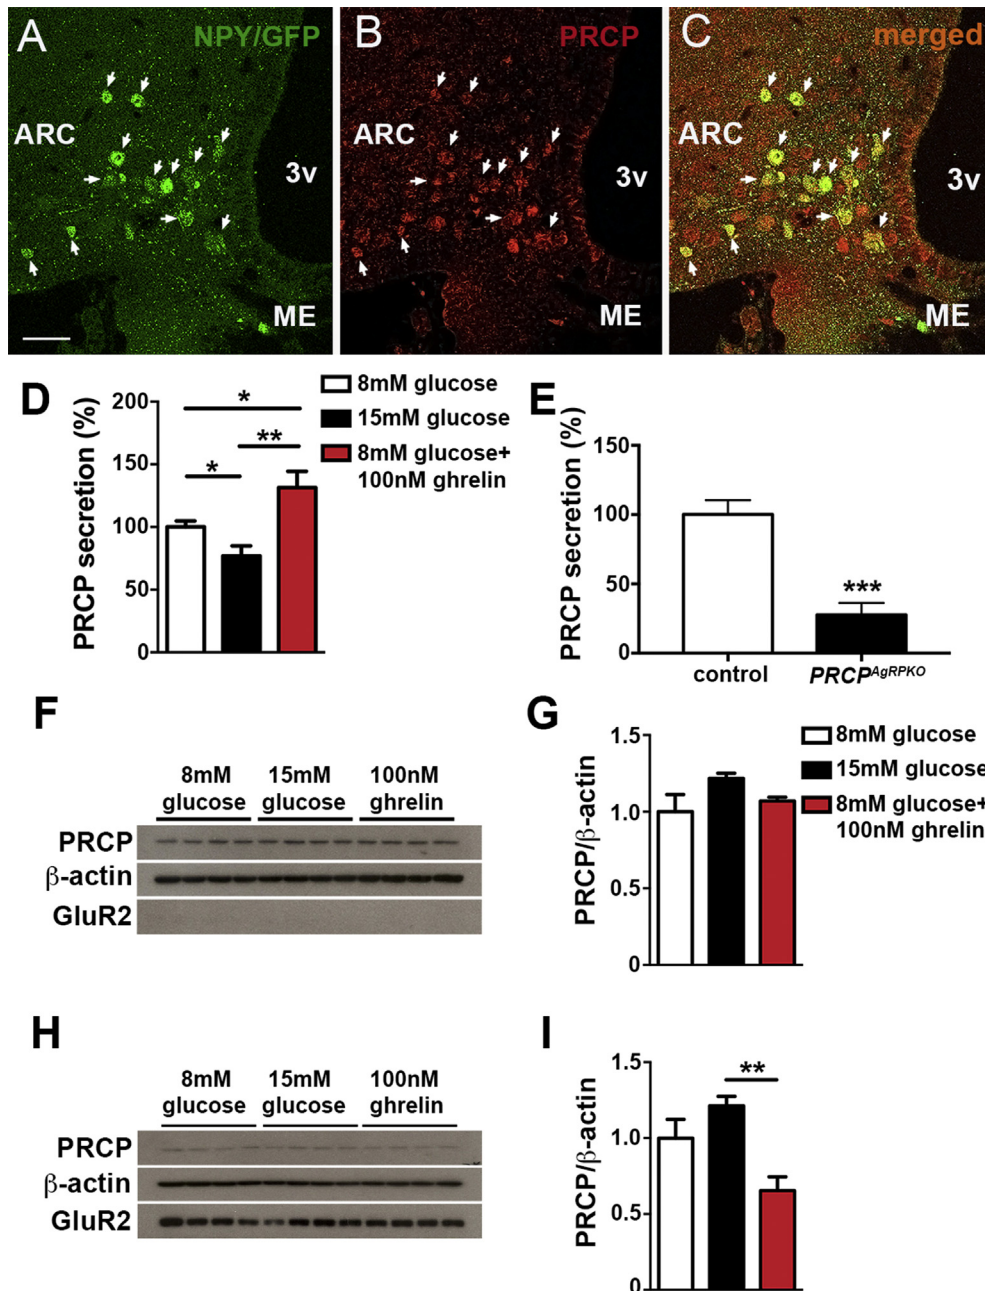 A
NPY/GFP
ARC
3v
ME
B
PRCP
3v
ME
C
merged
ARC
3v
ME
D
PRCP secretion (%)
200
150
100
50
0
*
**
*
8mM glucose
15mM glucose
8mM glucose+
100nM ghrelin
E
PRCP secretion (%)
150
100
50
0
***
control
PRCP^AgRPKO
F
8mM
glucose
15mM
glucose
100nM
ghrelin
PRCP
β-actin
GluR2
G
PRCP/β-actin
1.5
1.0
0.5
0
8mM glucose
15mM glucose
8mM glucose+
100nM ghrelin
H
8mM
glucose
15mM
glucose
100nM
ghrelin
PRCP
β-actin
GluR2
I
PRCP/β-actin
1.5
1.0
0.5
0
**